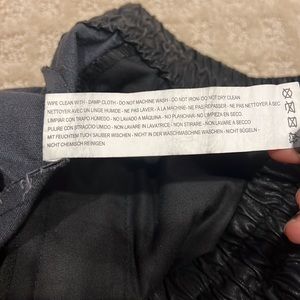 WIPE CLEAN WITH - DAMP CLOTH - DO NOT MACHINE WASH - DO NOT IRON - DO NOT DRY CLEAN
NETTOYER AVEC UN LINGE HUMIDE - NE PAS LAVER - À LA MACHINE - NE PAS REPASSER - NE PAS NETTOYER À SEC
LIMPIAR CON TRAPO HUMEDO - NO LAVADO A MÁQUINA - NO PLANCHAR - NO LIMPIEZA EN SECO.
PULIRE CON STRACCIO UMIDO - NON LAVARE IN LAVATRICE - NON STIRARE - NON LAVARE A SECCO
MIT FEUCHTEM TUCH SAUBER WISCHEN - NICHT IN DER WASCHMASCHINE WASCHEN - NICHT BÜGELN -
NICHT CHEMISCH REINIGEN